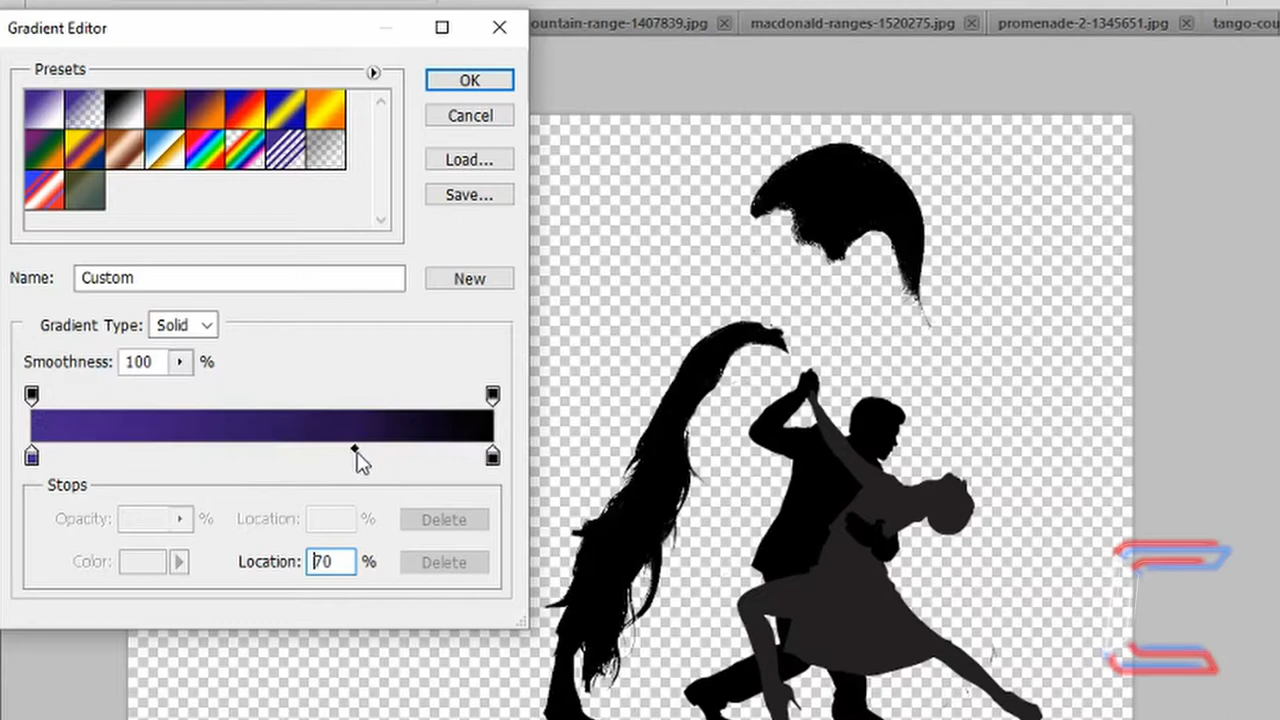 Gradient Editor
ountain-range-1407839.jpg
macdonald-ranges-1520275.jpg
promenade-2-1345651.jpg
tango-cou
Presets
OK
Cancel
Load...
Save...
Name: Custom
New
Gradient Type: Solid
Smoothness: 100 %
Stops
Opacity: % Location: % Delete
Color: Location: 70 % Delete